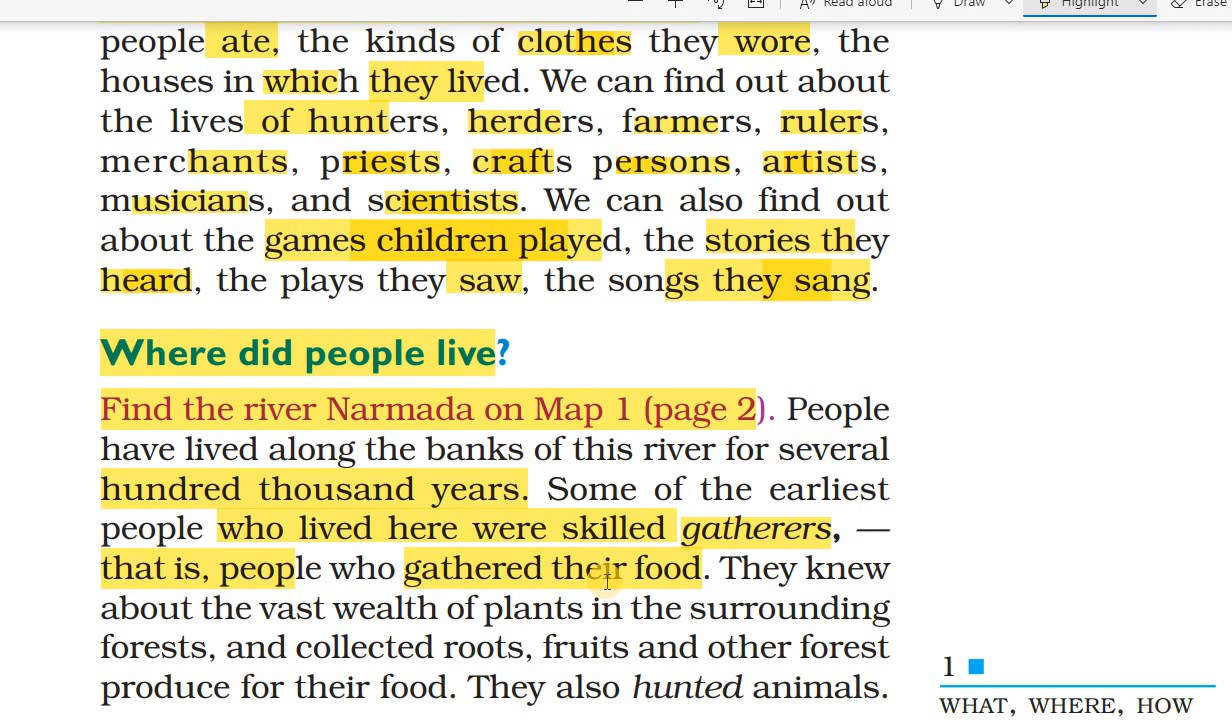 Read aloud
Draw
Highlight
Erase
people ate, the kinds of clothes they wore, the
houses in which they lived. We can find out about
the lives of hunters, herders, farmers, rulers,
merchants, priests, crafts persons, artists,
musicians, and scientists. We can also find out
about the games children played, the stories they
heard, the plays they saw, the songs they sang.
Where did people live?
Find the river Narmada on Map 1 (page 2). People
have lived along the banks of this river for several
hundred thousand years. Some of the earliest
people who lived here were skilled gatherers, —
that is, people who gathered their food. They knew
about the vast wealth of plants in the surrounding
forests, and collected roots, fruits and other forest
produce for their food. They also hunted animals.
1
WHAT, WHERE, HOW